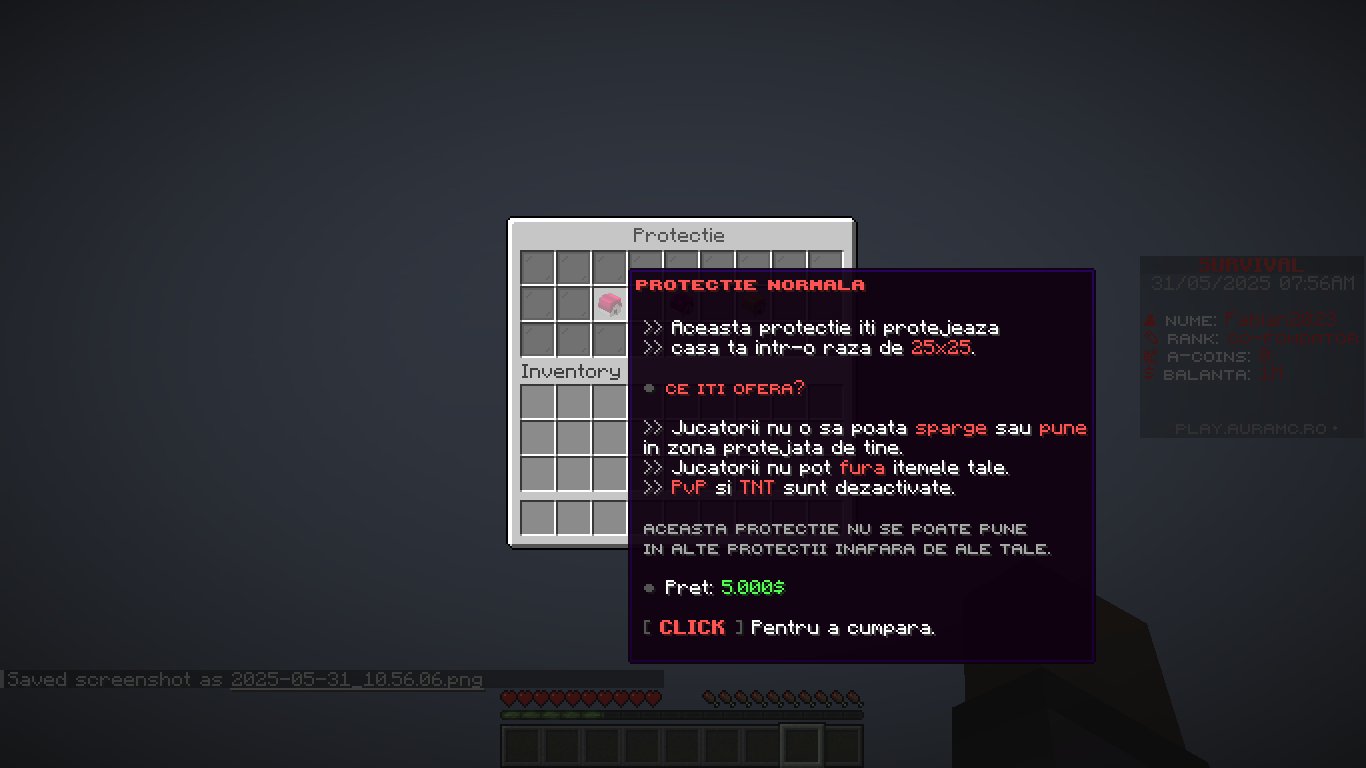 Protectie
PROTECTIE NORMALA
>> Aceasta protectie iti protejeaza
>> casa ta intr-o raza de 25x25.
● CE ITI OFERA?
>> Jucatorii nu o sa poata sparge sau pune
in zona protejata de tine.
>> Jucatorii nu pot fura itemele tale.
>> PvP si TNT sunt dezactivate.
ACEASTA PROTECTIE NU SE POATE PUNE
IN ALTE PROTECTII INAFARA DE ALE TALE.
● Pret: 5.000$
[ CLICK ] Pentru a cumpara.
Inventory
SURVIVAL
31/05/2025 07:56AM
NUME:
RANK: CO-FONDATOR
A-COINS: 0
BALANTA:
PLAY.AURAMC.RO •
Saved screenshot as 2025-05-31_10.56.06.png